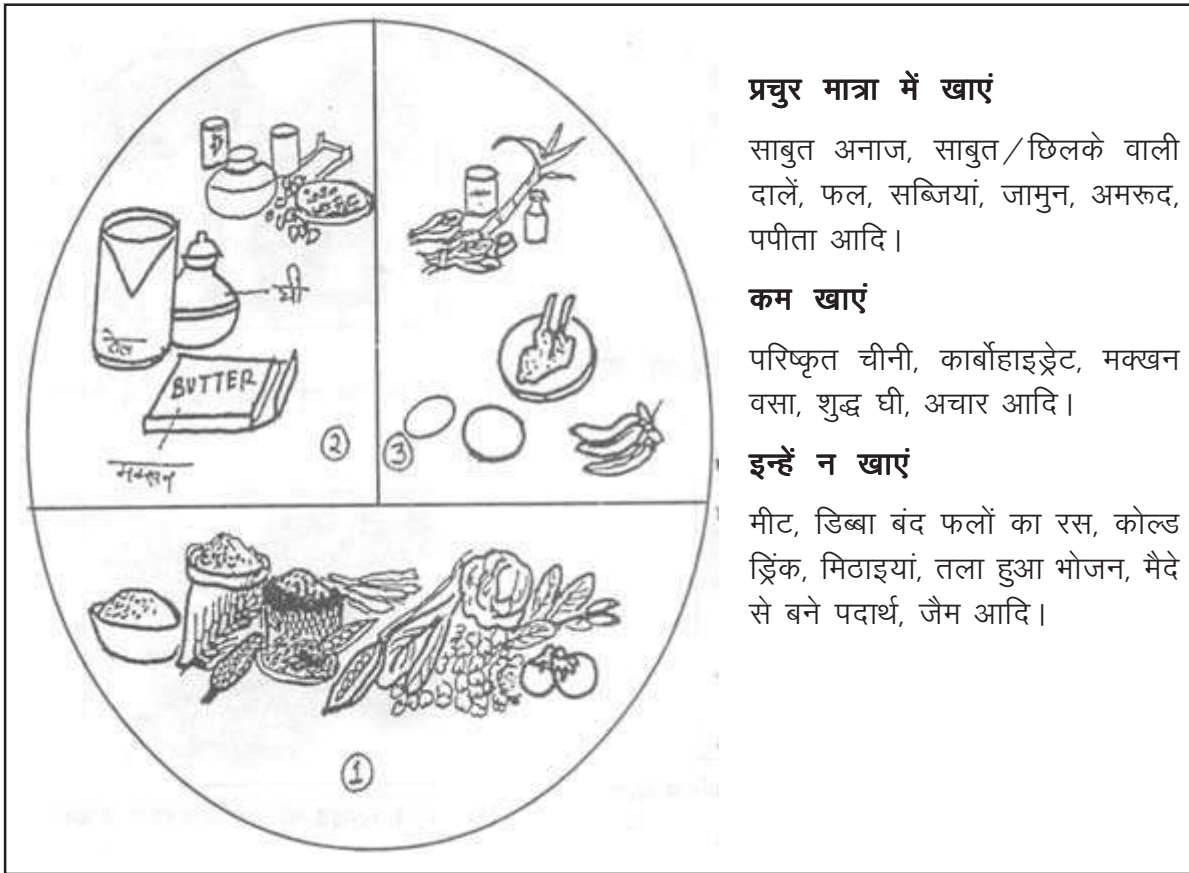 घी
तेल
BUTTER
मक्खन
2
3
1
प्रचुर मात्रा में खाएं
साबुत अनाज, साबुत/छिलके वाली
दालें, फल, सब्जियां, जामुन, अमरूद,
पपीता आदि।
कम खाएं
परिष्कृत चीनी, कार्बोहाइड्रेट, मक्खन
वसा, शुद्ध घी, अचार आदि।
इन्हें न खाएं
मीट, डिब्बा बंद फलों का रस, कोल्ड
ड्रिंक, मिठाइयां, तला हुआ भोजन, मैदे
से बने पदार्थ, जैम आदि।